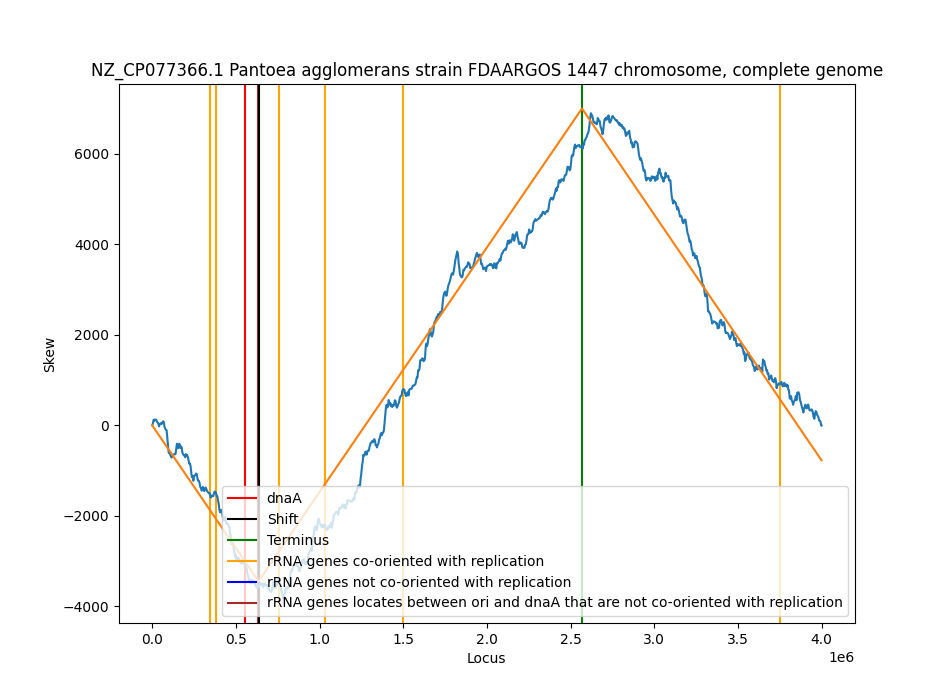 NZ_CP077366.1 Pantoea agglomerans strain FDAARGOS 1447 chromosome, complete genome
Skew
6000
4000
2000
0
−2000
−4000
dnaA
Shift
Terminus
rRNA genes co-oriented with replication
rRNA genes not co-oriented with replication
rRNA genes locates between ori and dnaA that are not co-oriented with replication
0.0 0.5 1.0 1.5 2.0 2.5 3.0 3.5 4.0
1e6
Locus